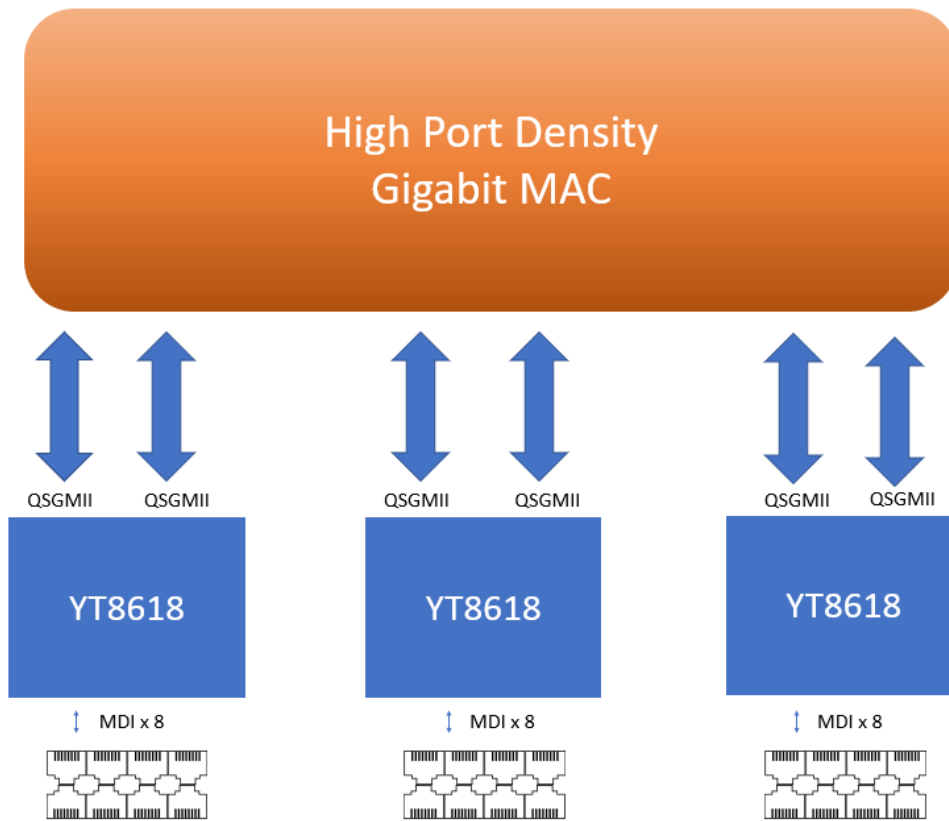 High Port Density
Gigabit MAC
QSGMII
QSGMII
QSGMII
QSGMII
QSGMII
QSGMII
YT8618
YT8618
YT8618
MDI x 8
MDI x 8
MDI x 8